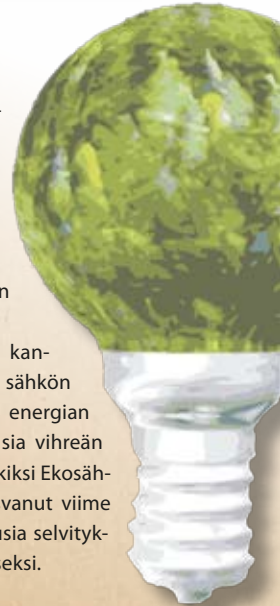 n
kan-
sähkön
energian
sia vihreän
kiksi Ekosäh-
vanut viime
usia selvityk-
seksi.